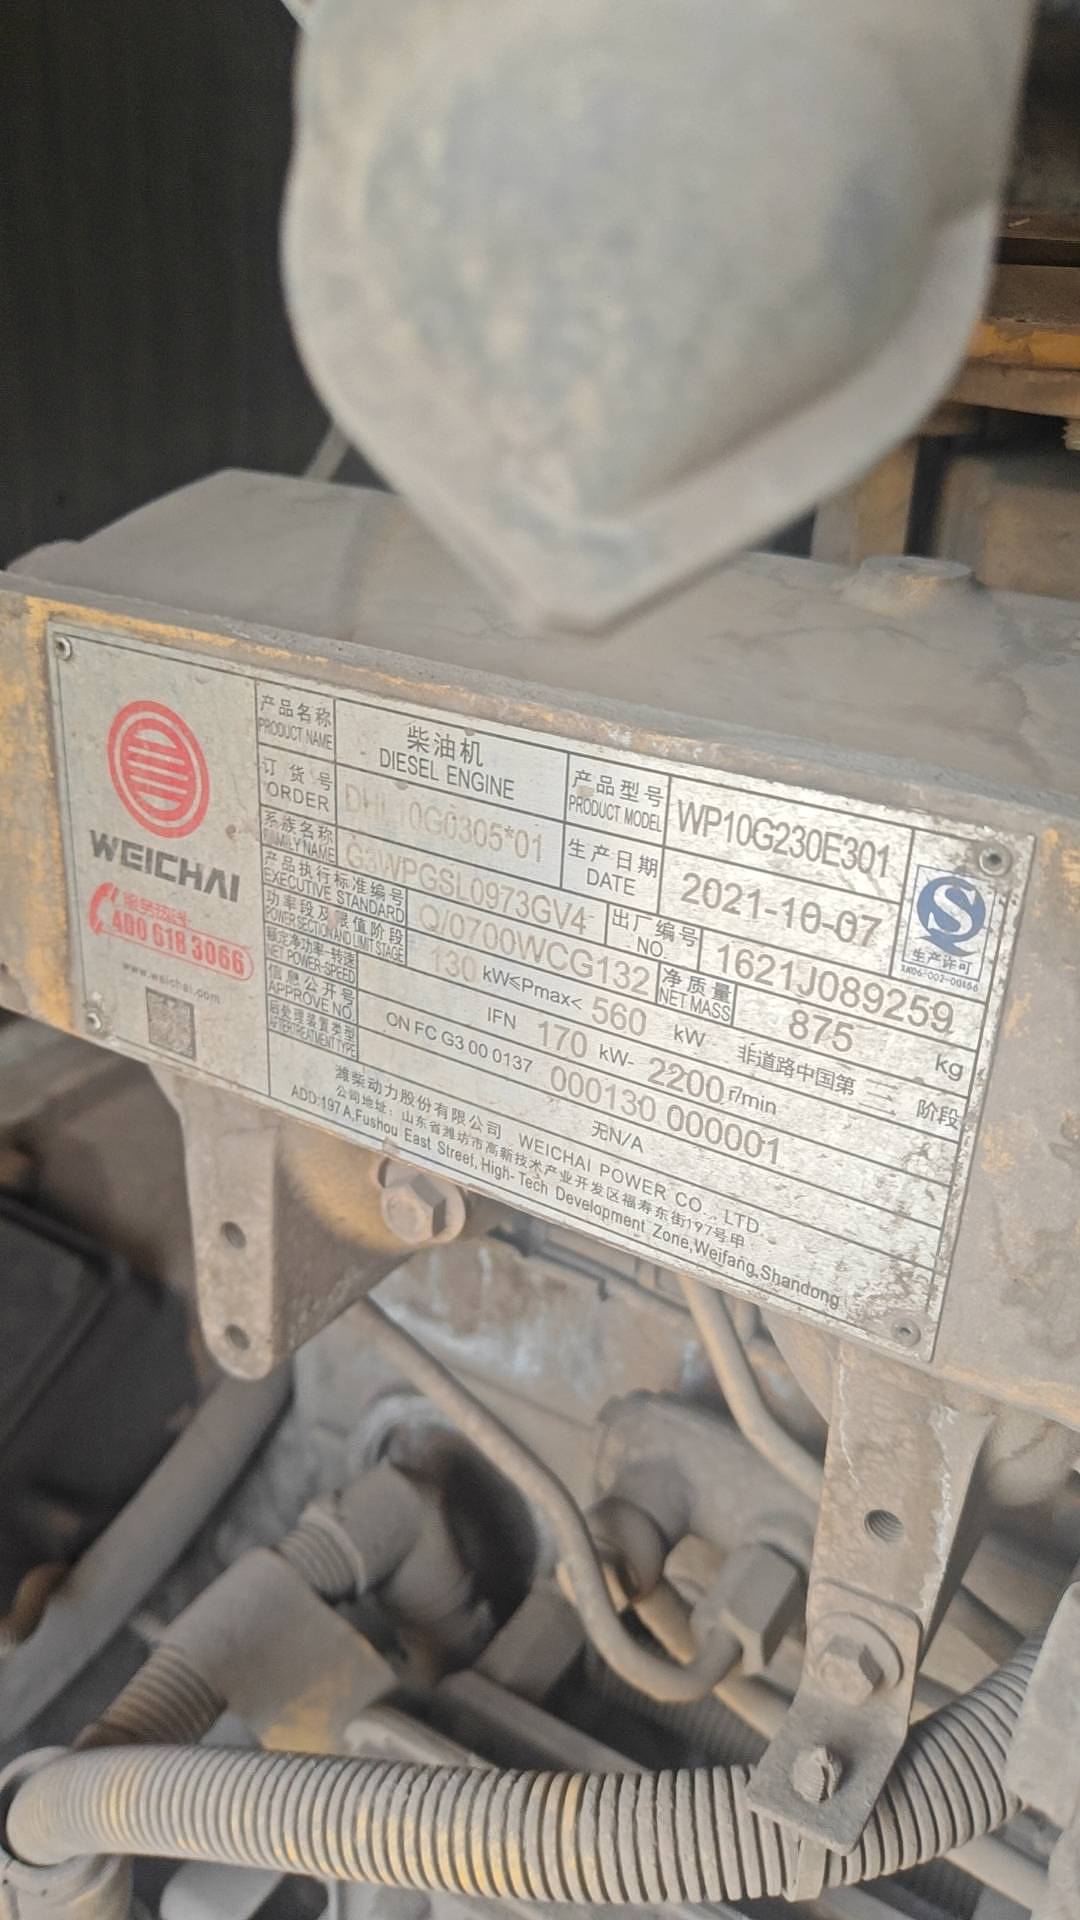 WEICHAI
服务热线
400 618 3066
www.weichai.com
产品名称 PRODUCT NAME
柴油机 DIESEL ENGINE
产品型号 PRODUCT MODEL
WP10G230E301
订货号 ORDER
DHL10G0305*01
生产日期 DATE
2021-10-07
系族名称 FAMILY NAME
G3WPGSL0973GV4
出厂编号 NO.
1621J089259
产品执行标准编号 EXECUTIVE STANDARD
Q/0700WCG132
净质量 NET MASS
875 kg
功率段及限值阶段 POWER SECTION AND LIMIT STAGE
130 kW≤Pmax< 560 kW 非道路中国第三阶段
额定净功率-转速 NET POWER-SPEED
IFN 170 kW- 2200 r/min
信息公开号 APPROVE NO.
ON FC G3 00 0137 000130 000001
后处理装置类型 AFTERTREATMENT TYPE
无N/A
潍柴动力股份有限公司 WEICHAI POWER CO., LTD.
公司地址：山东省潍坊市高新技术产业开发区福寿东街197号甲
ADD:197 A,Fushou East Street, High-Tech Development Zone,Weifang,Shandong
生产许可
XK06-002-00156